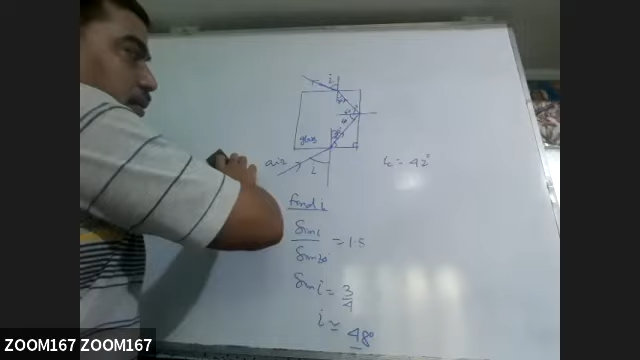 i
glass
air
i
ic = 42°
Find i
Sin i
Sin 30° = 1.5
Sin i = 3
4
i ≅ 48°
ZOOM167 ZOOM167